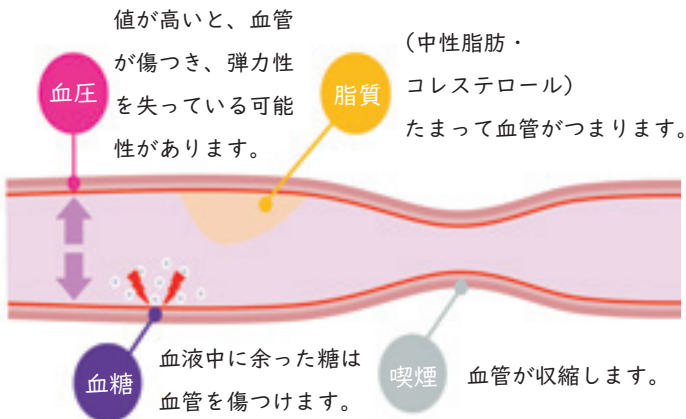 血圧
値が高いと、血管
が傷つき、弾力性
を失っている可能
性があります。
脂質
(中性脂肪・
コレステロール)
たまって血管がつまります。
血糖
血液中に余った糖は
血管を傷つけます。
喫煙
血管が収縮します。